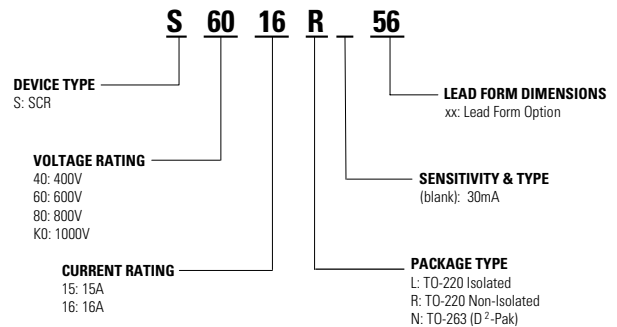 S 60 16 R _ 56
DEVICE TYPE
S: SCR
VOLTAGE RATING
40: 400V
60: 600V
80: 800V
K0: 1000V
CURRENT RATING
15: 15A
16: 16A
LEAD FORM DIMENSIONS
xx: Lead Form Option
SENSITIVITY & TYPE
(blank): 30mA
PACKAGE TYPE
L: TO-220 Isolated
R: TO-220 Non-Isolated
N: TO-263 (D²-Pak)